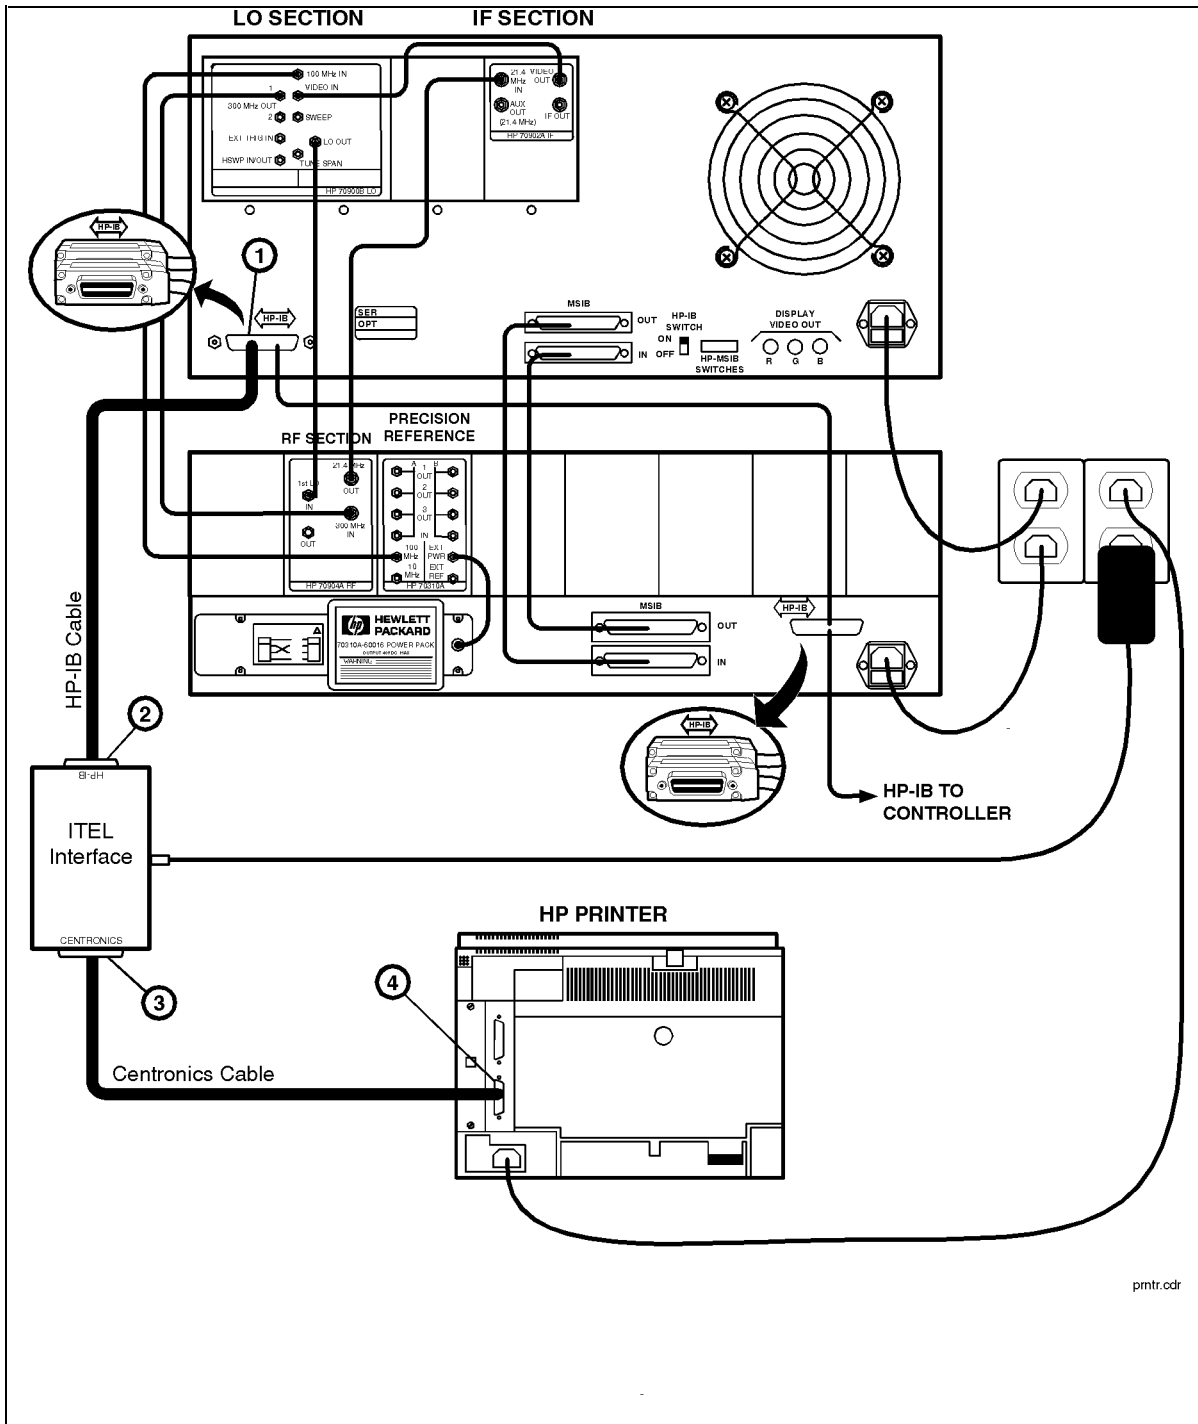 LO SECTION
IF SECTION
100 MHz IN
1
VIDEO IN
300 MHz OUT
2
SWEEP
EXT TRIG IN
LO OUT
HSWP IN/OUT
TUNE SPAN
HP 70900B LO
21.4 MHz IN
VIDEO OUT
AUX OUT
(21.4 MHz)
IF OUT
HP 70902A IF
HP-IB
1
HP-IB
SER
OPT
MSIB
OUT
IN
HP-IB
SWITCH
ON
OFF
HP-MSIB
SWITCHES
DISPLAY
VIDEO OUT
R G B
RF SECTION
PRECISION
REFERENCE
21.4 MHz
OUT
1st LO
IN
300 MHz
IN
OUT
HP 70904A RF
A B
1
OUT
2
OUT
3
OUT
IN
100
MHz
EXT
PWR
10
MHz
EXT
REF
HP 70310A
hp HEWLETT
PACKARD
70310A-60016 POWER PACK
WARNING
MSIB
OUT
IN
HP-IB
HP-IB
HP-IB Cable
2
HP-IB
ITEL
Interface
CENTRONICS
3
HP-IB TO
CONTROLLER
HP PRINTER
4
Centronics Cable
prntr.cdr